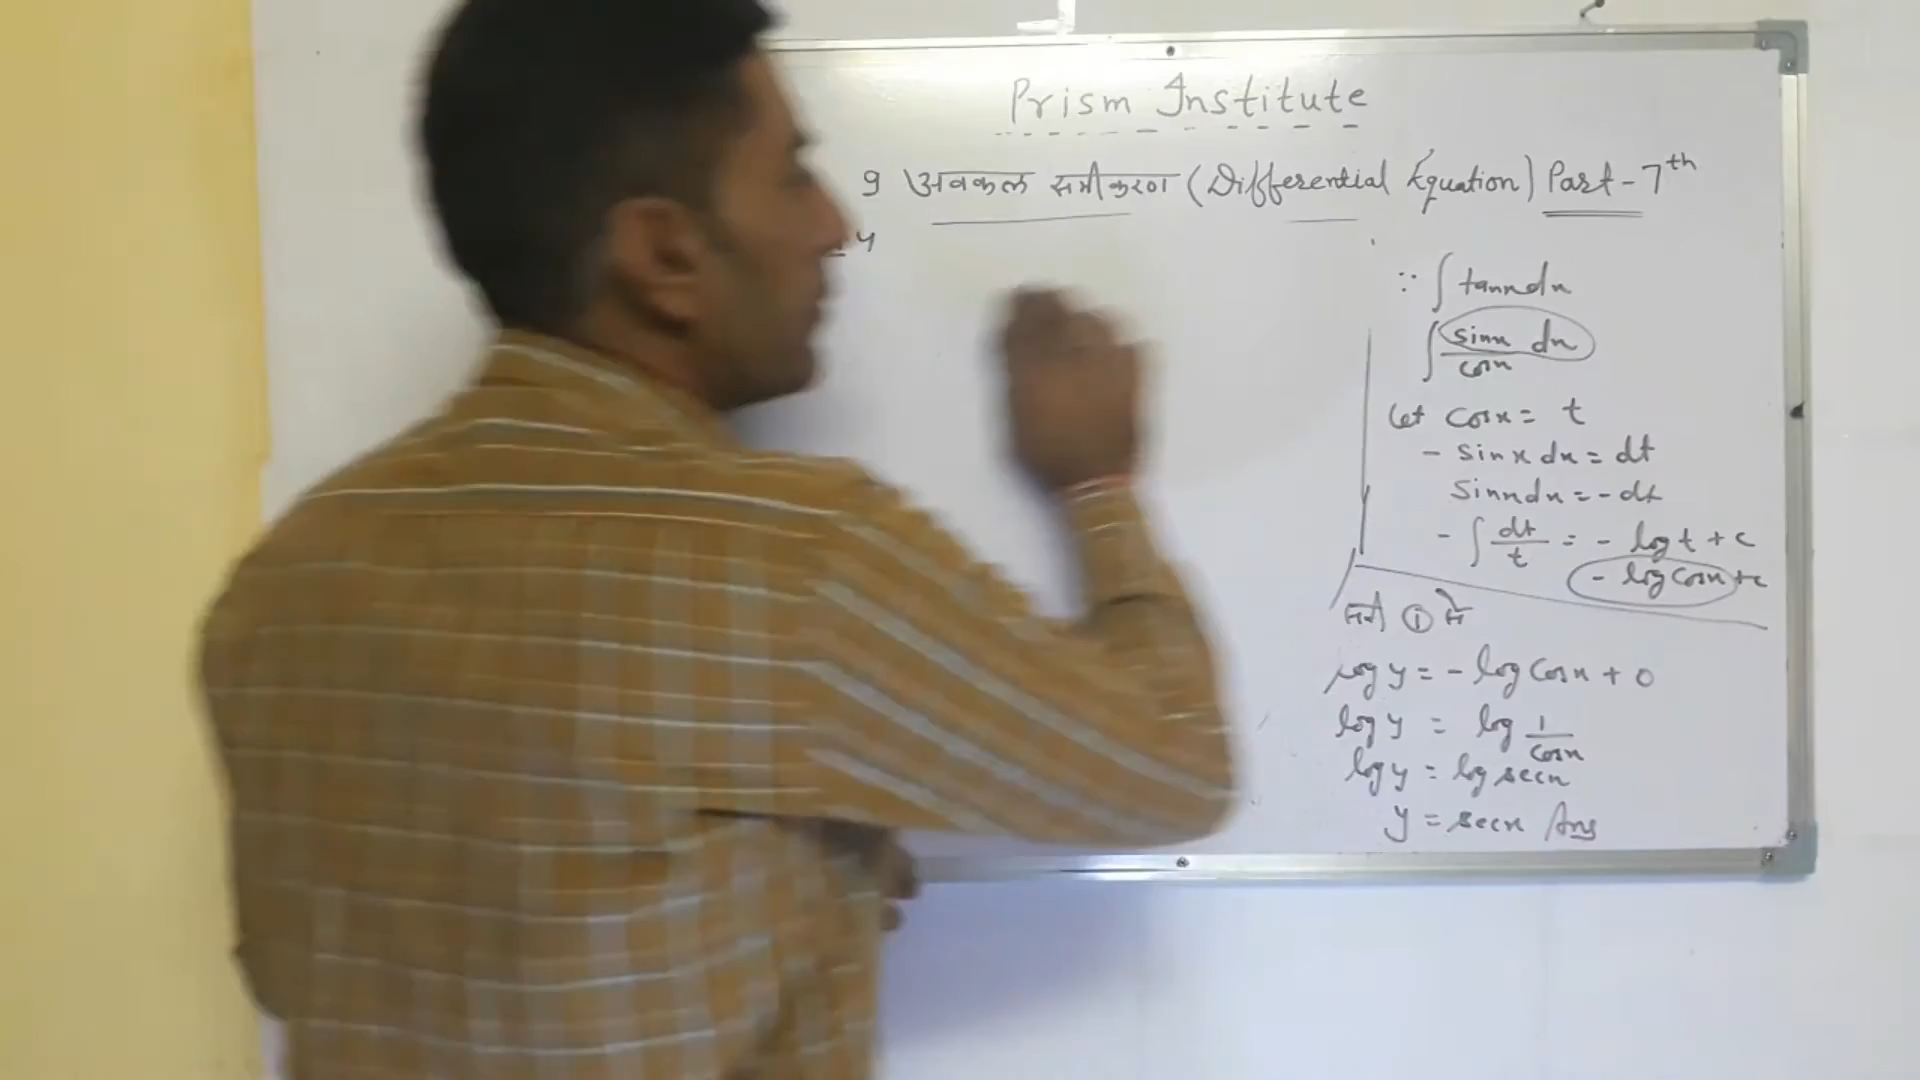 Prism Institute
9 अवकल समीकरण (Differential Equation) Part-7th
4
∵ ∫ tanx dx
∫ sinx dx / cosx
Let cosx = t
- sinx dx = dt
sinx dx = -dt
- ∫ dt/t = - log t + c
- log cosx + c
समी ① से
log y = - log cosx + 0
log y = log 1/cosx
log y = log secx
y = secx Ans